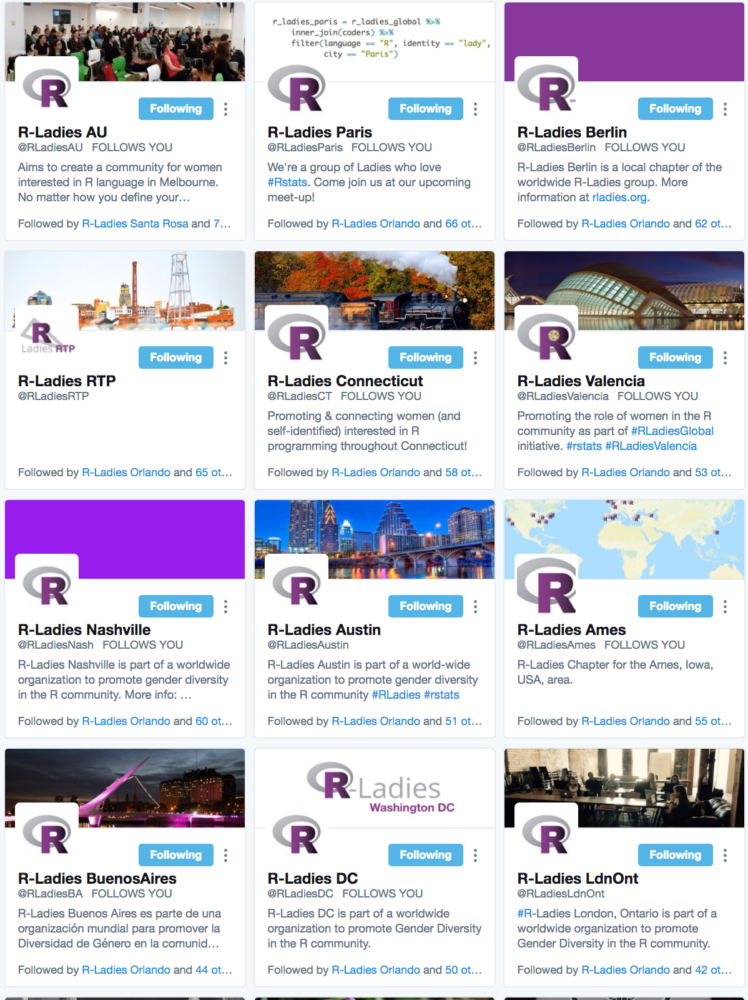 r_ladies_paris = r_ladies_global %>%
inner_join(coders) %>%
filter(language == "R", identity == "lady",
city == "Paris")
R
Following
R-Ladies AU
@RLadiesAU FOLLOWS YOU
Aims to create a community for women
interested in R language in Melbourne.
No matter how you define your…
Followed by R-Ladies Santa Rosa and 7…
R
Following
R-Ladies Paris
@RLadiesParis FOLLOWS YOU
We're a group of Ladies who love
#Rstats. Come join us at our upcoming
meet-up!
Followed by R-Ladies Orlando and 66 ot…
R-
Following
R-Ladies Berlin
@RLadiesBerlin FOLLOWS YOU
R-Ladies Berlin is a local chapter of the
worldwide R-Ladies group. More
information at rladies.org.
Followed by R-Ladies Orlando and 62 ot…
R
Ladies RTP
Following
R-Ladies RTP
@RLadiesRTP
Followed by R-Ladies Orlando and 65 ot…
R
Following
R-Ladies Connecticut
@RLadiesCT FOLLOWS YOU
Promoting & connecting women (and
self-identified) interested in R
programming throughout Connecticut!
Followed by R-Ladies Orlando and 58 ot…
R
Following
R-Ladies Valencia
@RLadiesValencia FOLLOWS YOU
Promoting the role of women in the R
community as part of #RLadiesGlobal
initiative. #rstats #RLadiesValencia
Followed by R-Ladies Orlando and 53 ot…
R
Following
R-Ladies Nashville
@RLadiesNash FOLLOWS YOU
R-Ladies Nashville is part of a worldwide
organization to promote gender diversity
in the R community. More info: …
Followed by R-Ladies Orlando and 60 ot…
R
Following
R-Ladies Austin
@RLadiesAustin
R-Ladies Austin is part of a world-wide
organization to promote gender diversity
in the R community #RLadies #rstats
Followed by R-Ladies Orlando and 51 ot…
R
Following
R-Ladies Ames
@RLadiesAmes FOLLOWS YOU
R-Ladies Chapter for the Ames, Iowa,
USA, area.
Followed by R-Ladies Orlando and 55 ot…
R
Following
R-Ladies BuenosAires
@RLadiesBA FOLLOWS YOU
R-Ladies Buenos Aires es parte de una
organización mundial para promover la
Diversidad de Género en la comunid…
Followed by R-Ladies Orlando and 44 ot…
R-Ladies
Washington DC
R
Following
R-Ladies DC
@RLadiesDC FOLLOWS YOU
R-Ladies DC is part of a worldwide
organization to promote Gender Diversity
in the R community.
Followed by R-Ladies Orlando and 50 ot…
R
Following
R-Ladies LdnOnt
@RLadiesLdnOnt
#R-Ladies London, Ontario is part of a
worldwide organization to promote
Gender Diversity in the R community.
Followed by R-Ladies Orlando and 42 ot…